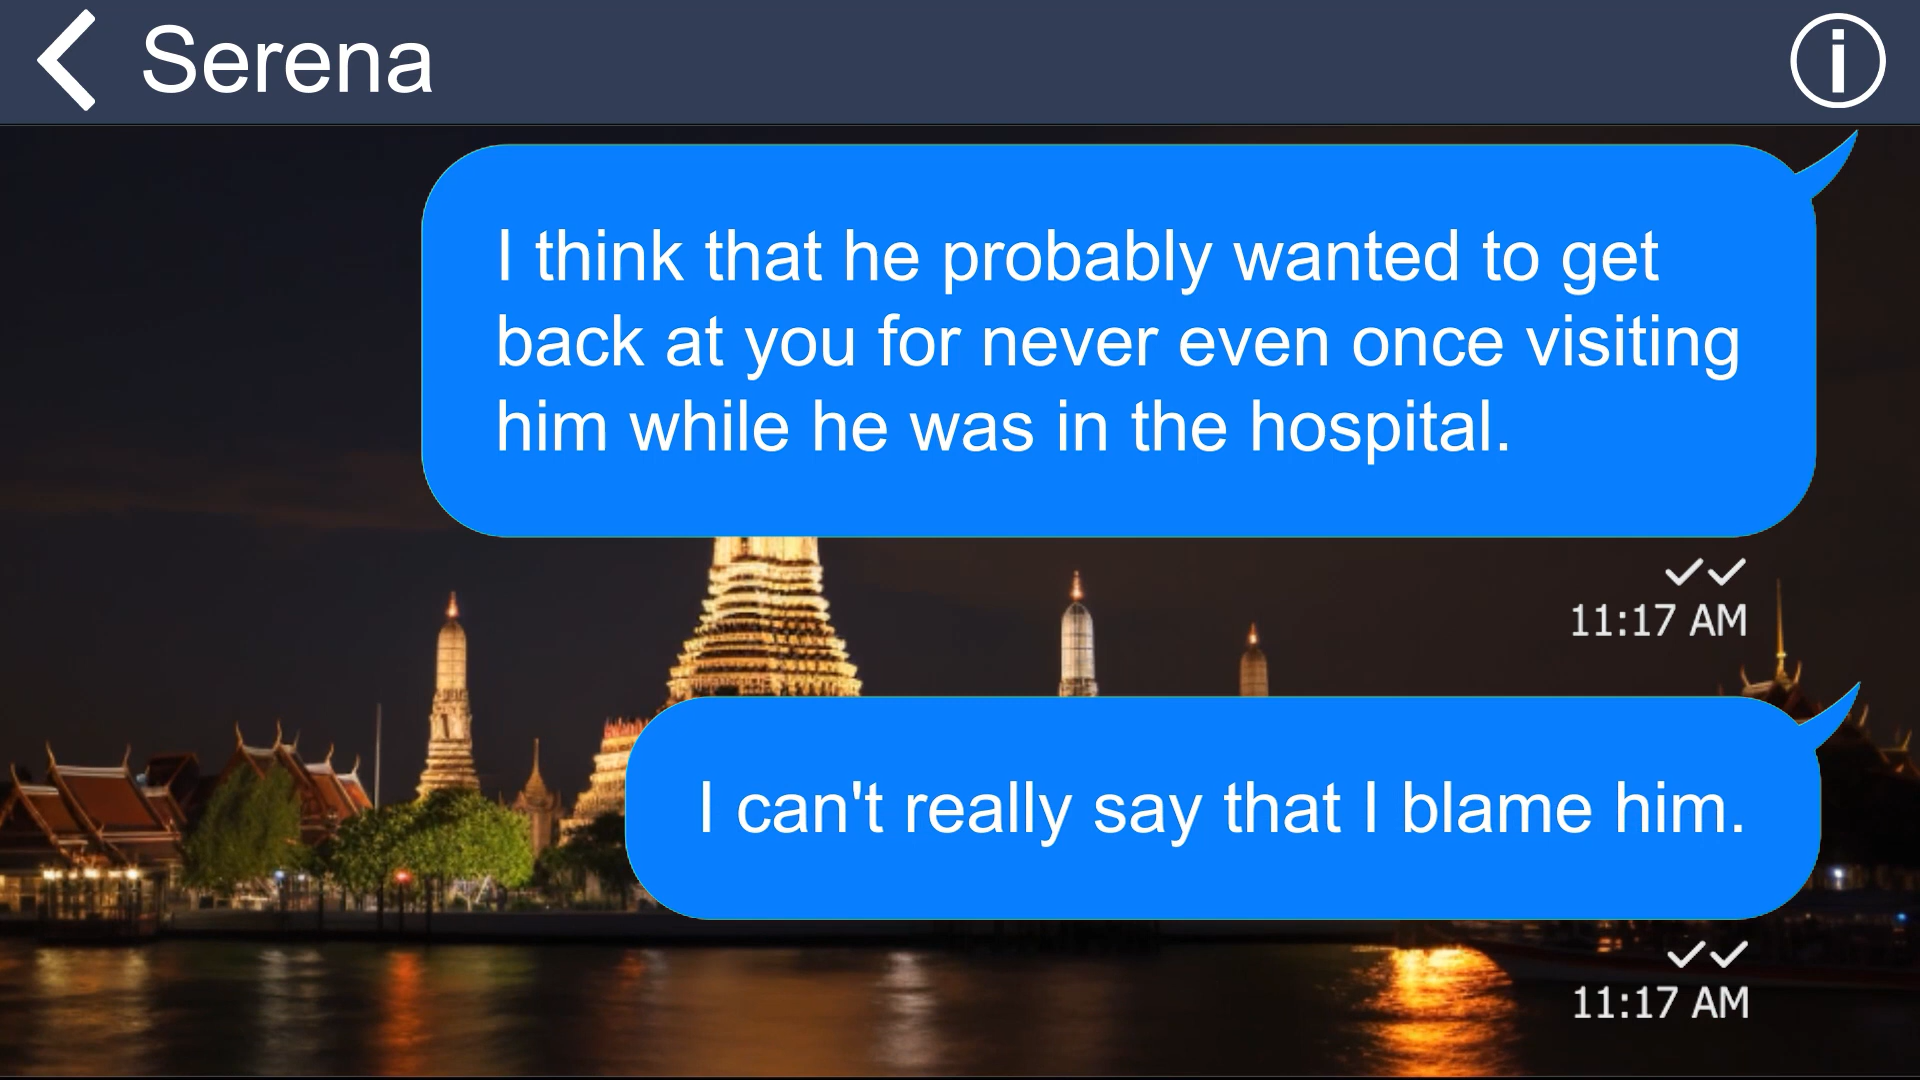 Serena
I think that he probably wanted to get
back at you for never even once visiting
him while he was in the hospital.
11:17 AM
I can't really say that I blame him.
11:17 AM